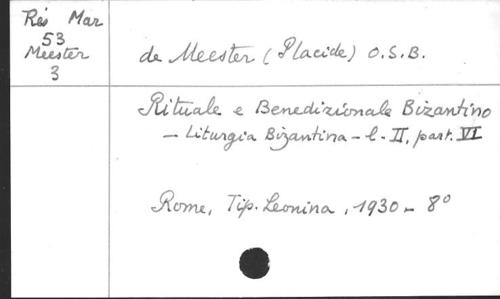 Rés Mar
53
Meester
3
de Meester (Placide) O.S.B.
Rituale e Benedizionale Bizantino
- Liturgia Bizantina - l. II, part. VI
Rome, Tip. Leonina, 1930 - 8°